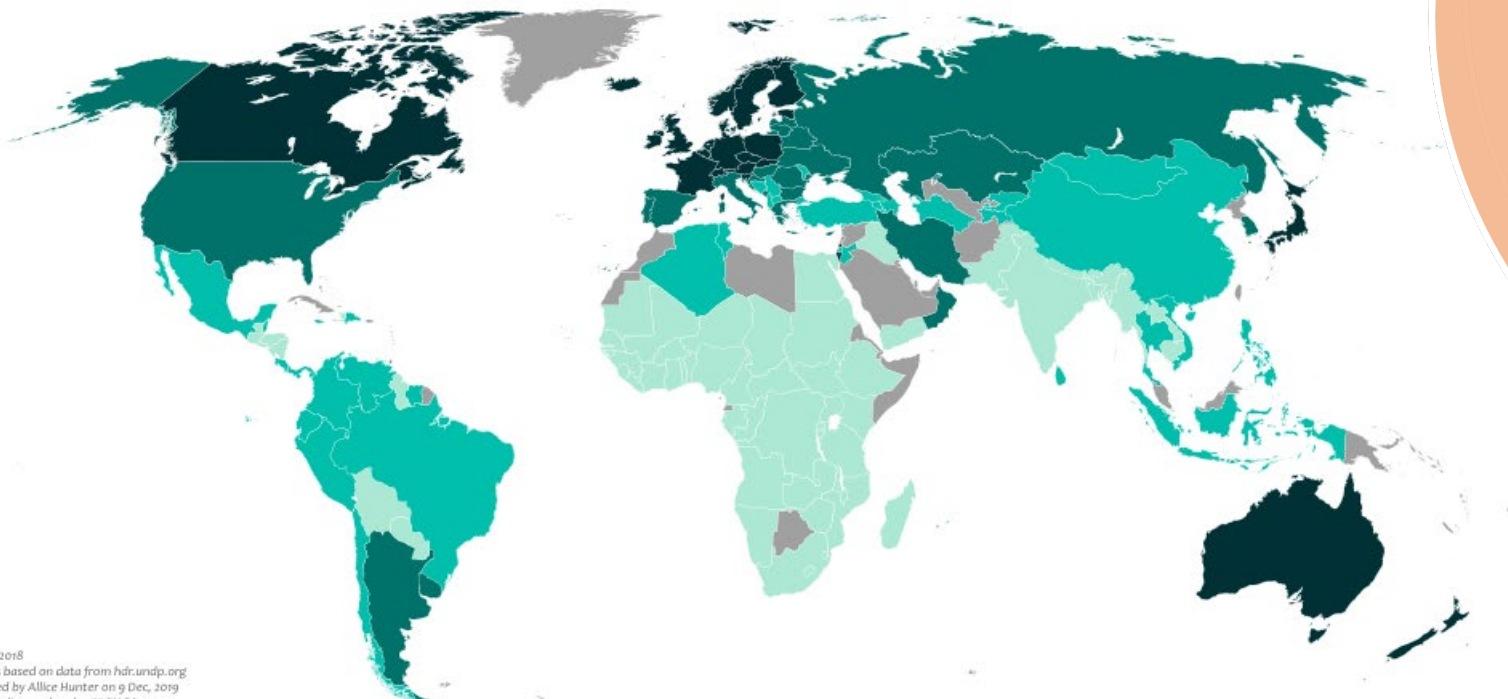 2018
based on data from hdr.undp.org
ed by Allice Hunter on 9 Dec, 2019